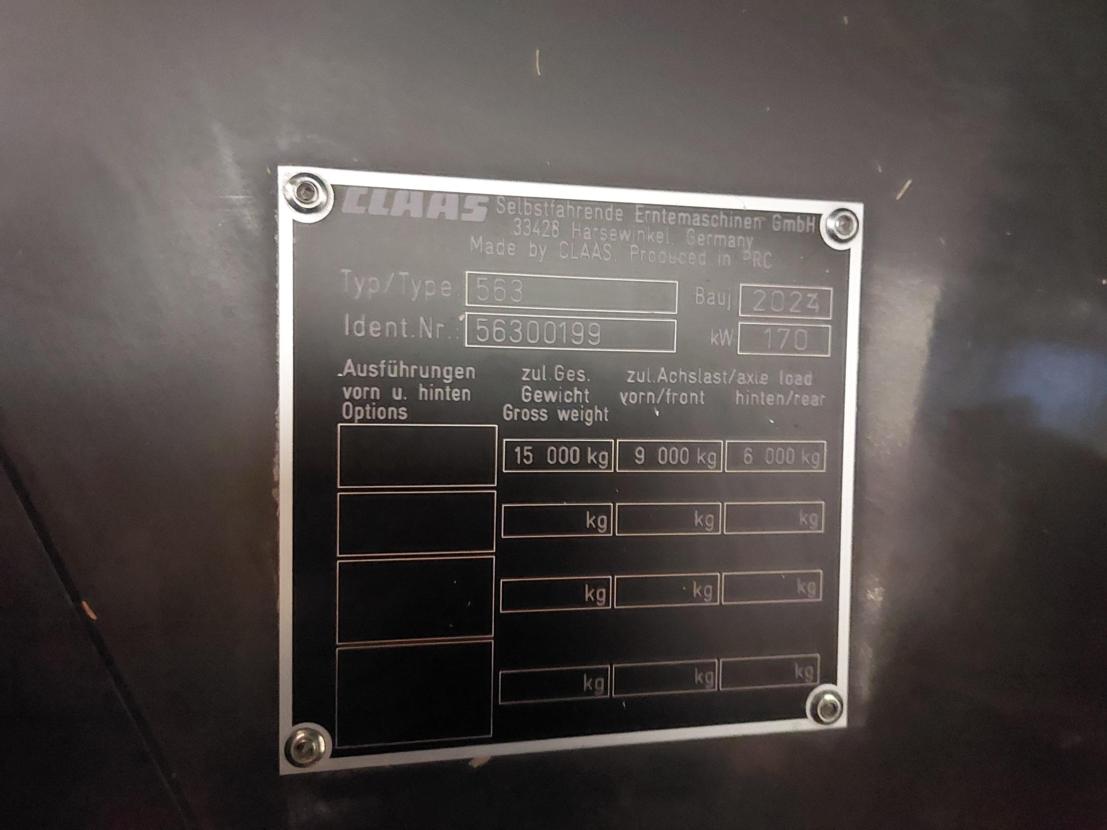 CLAAS Selbstfahrende Erntemaschinen GmbH
33428 Harsewinkel, Germany
Made by CLAAS, Produced in PRC
Typ/Type: 563 Bauj 2024
Ident.Nr.: 56300199 kW 170
Ausführungen vorn u. hinten Options
zul.Ges. Gewicht Gross weight
zul.Achslast/axle load
vorn/front hinten/rear
15 000 kg 9 000 kg 6 000 kg
kg kg kg
kg kg kg
kg kg kg